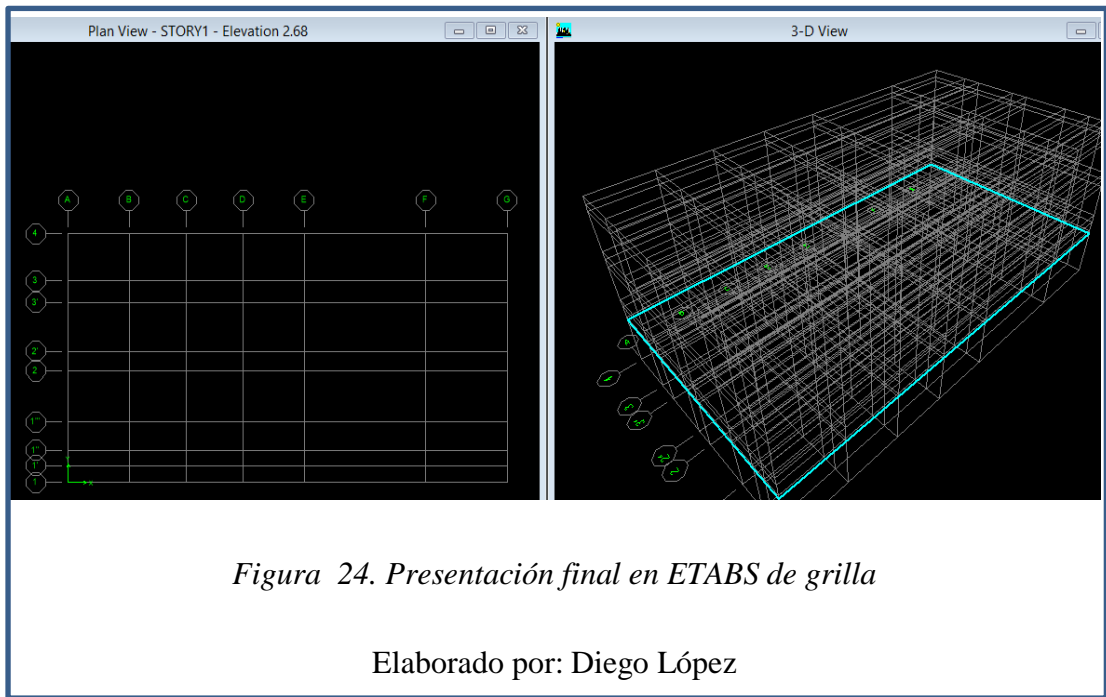 Plan View - STORY1 - Elevation 2.68
3-D View
A B C D E F G
4
3
3'
2'
2
1'''
1''
1'
1
Y
X
Figura 24. Presentación final en ETABS de grilla
Elaborado por: Diego López